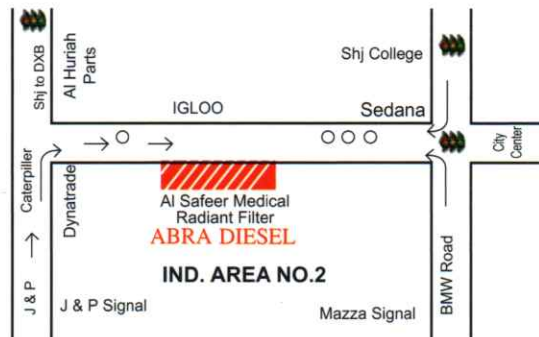 Shj to DXB
Al Huriah
Parts
Shj College
IGLOO
Sedana
City
Center
Caterpiller
Dynatrade
Al Safeer Medical
Radiant Filter
ABRA DIESEL
IND. AREA NO.2
J & P
J & P Signal
Mazza Signal
BMW Road